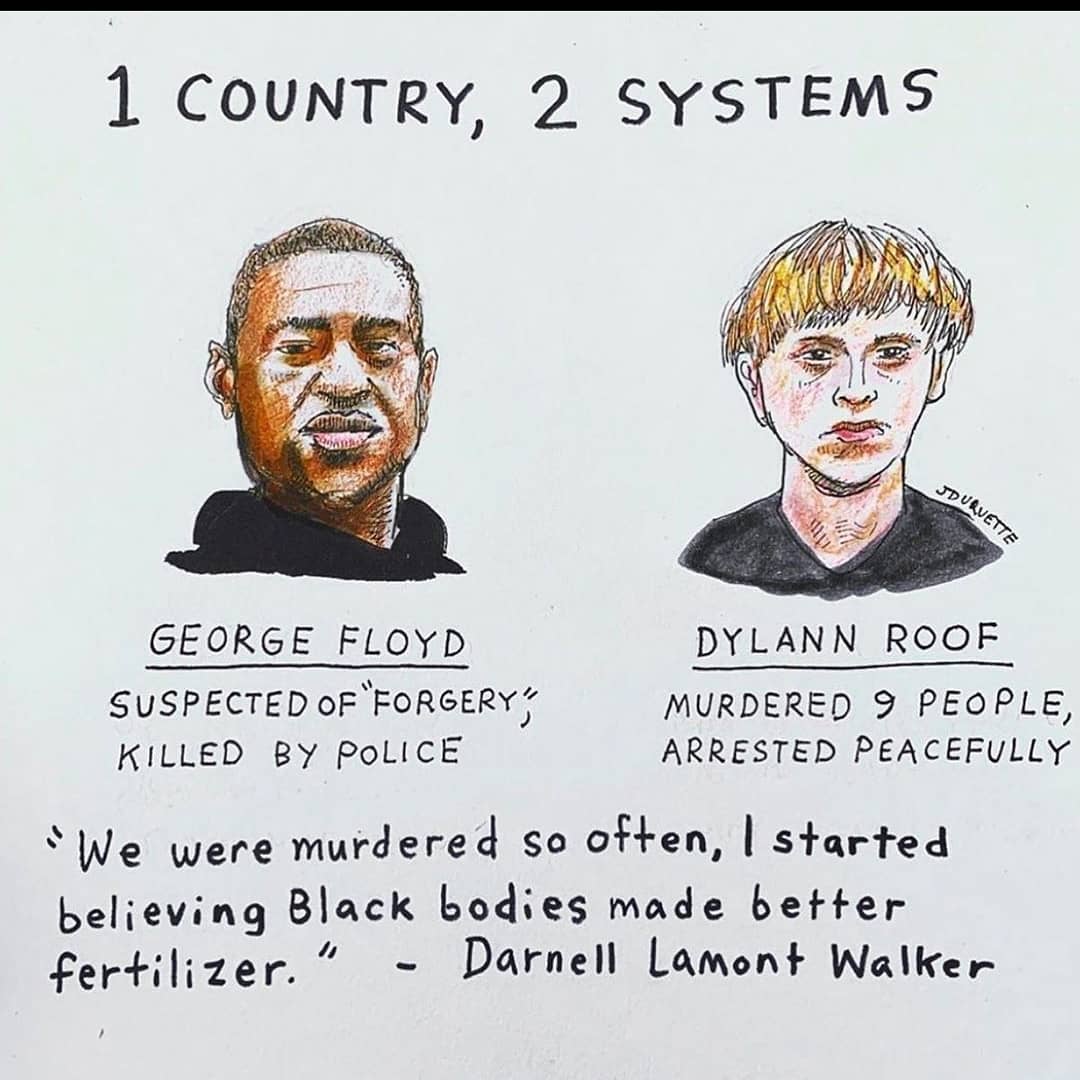 1 COUNTRY, 2 SYSTEMS
JDURUETTE
GEORGE FLOYD
SUSPECTED OF "FORGERY";
KILLED BY POLICE
DYLANN ROOF
MURDERED 9 PEOPLE,
ARRESTED PEACEFULLY
"We were murdered so often, I started
believing Black bodies made better
fertilizer." - Darnell Lamont Walker